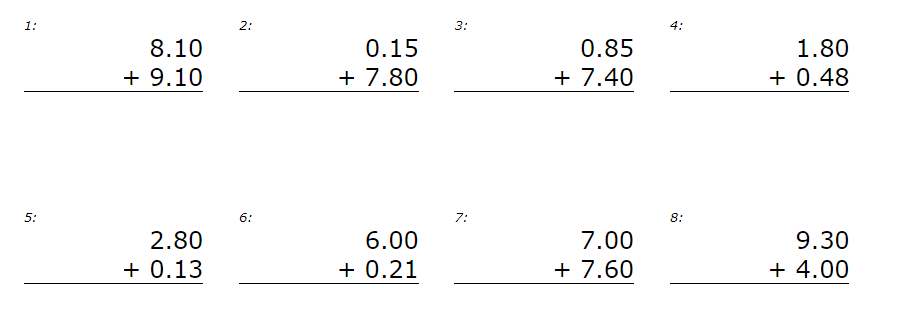 1: 2: 3: 4:
8.10 0.15 0.85 1.80
+ 9.10 + 7.80 + 7.40 + 0.48
5: 6: 7: 8:
2.80 6.00 7.00 9.30
+ 0.13 + 0.21 + 7.60 + 4.00